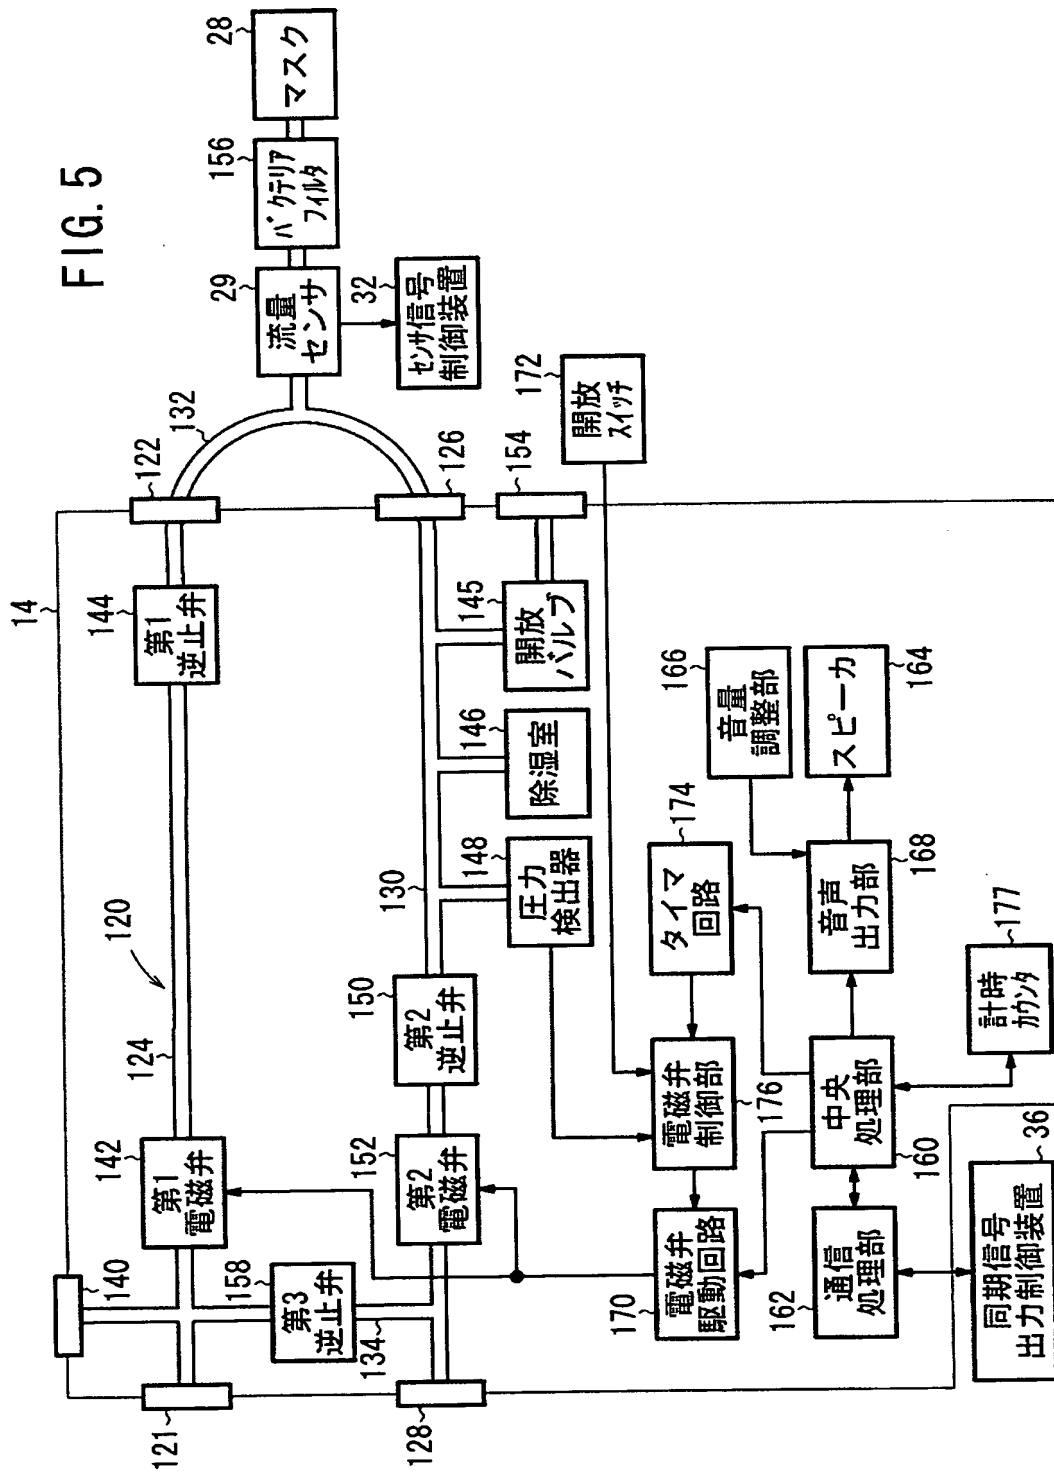 FIG. 5
14
120
140
121
142
第1
電磁弁
124
144
第1
逆止弁
122
132
29
流量
センサ
156
バクテリア
フィルタ
28
マスク
32
センサ信号
制御装置
158
第3
逆止弁
134
128
152
第2
電磁弁
150
第2
逆止弁
130
126
148
圧力
検出器
146
除湿室
145
開放
バルブ
154
172
開放
スイッチ
170
電磁弁
駆動回路
176
電磁弁
制御部
174
タイマ
回路
166
音量
調整部
162
通信
処理部
160
中央
処理部
168
音声
出力部
164
スピーカ
36
同期信号
出力制御装置
177
計時
カウンタ